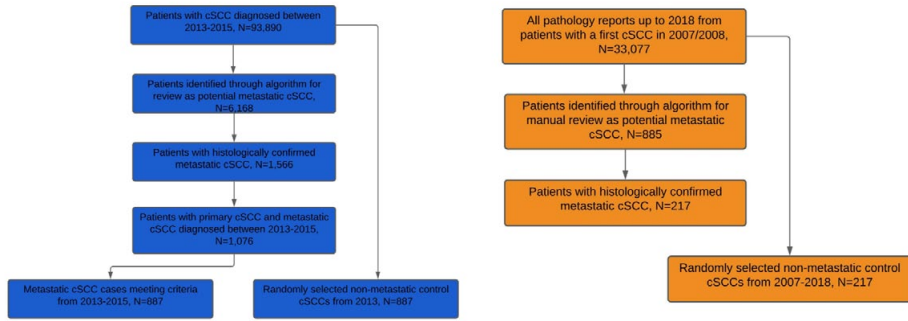 Patients with cSCC diagnosed between
2013-2015, N=93,890
Patients identified through algorithm for
review as potential metastatic cSCC,
N=6,168
Patients with histologically confirmed
metastatic cSCC, N=1,566
Patients with primary cSCC and metastatic
cSCC diagnosed between 2013-2015,
N=1,076
Metastatic cSCC cases meeting criteria
from 2013-2015, N=887
Randomly selected non-metastatic control
cSCCs from 2013, N=887
All pathology reports up to 2018 from
patients with a first cSCC in 2007/2008,
N=33,077
Patients identified through algorithm for
manual review as potential metastatic
cSCC, N=885
Patients with histologically confirmed
metastatic cSCC, N=217
Randomly selected non-metastatic control
cSCCs from 2007-2018, N=217